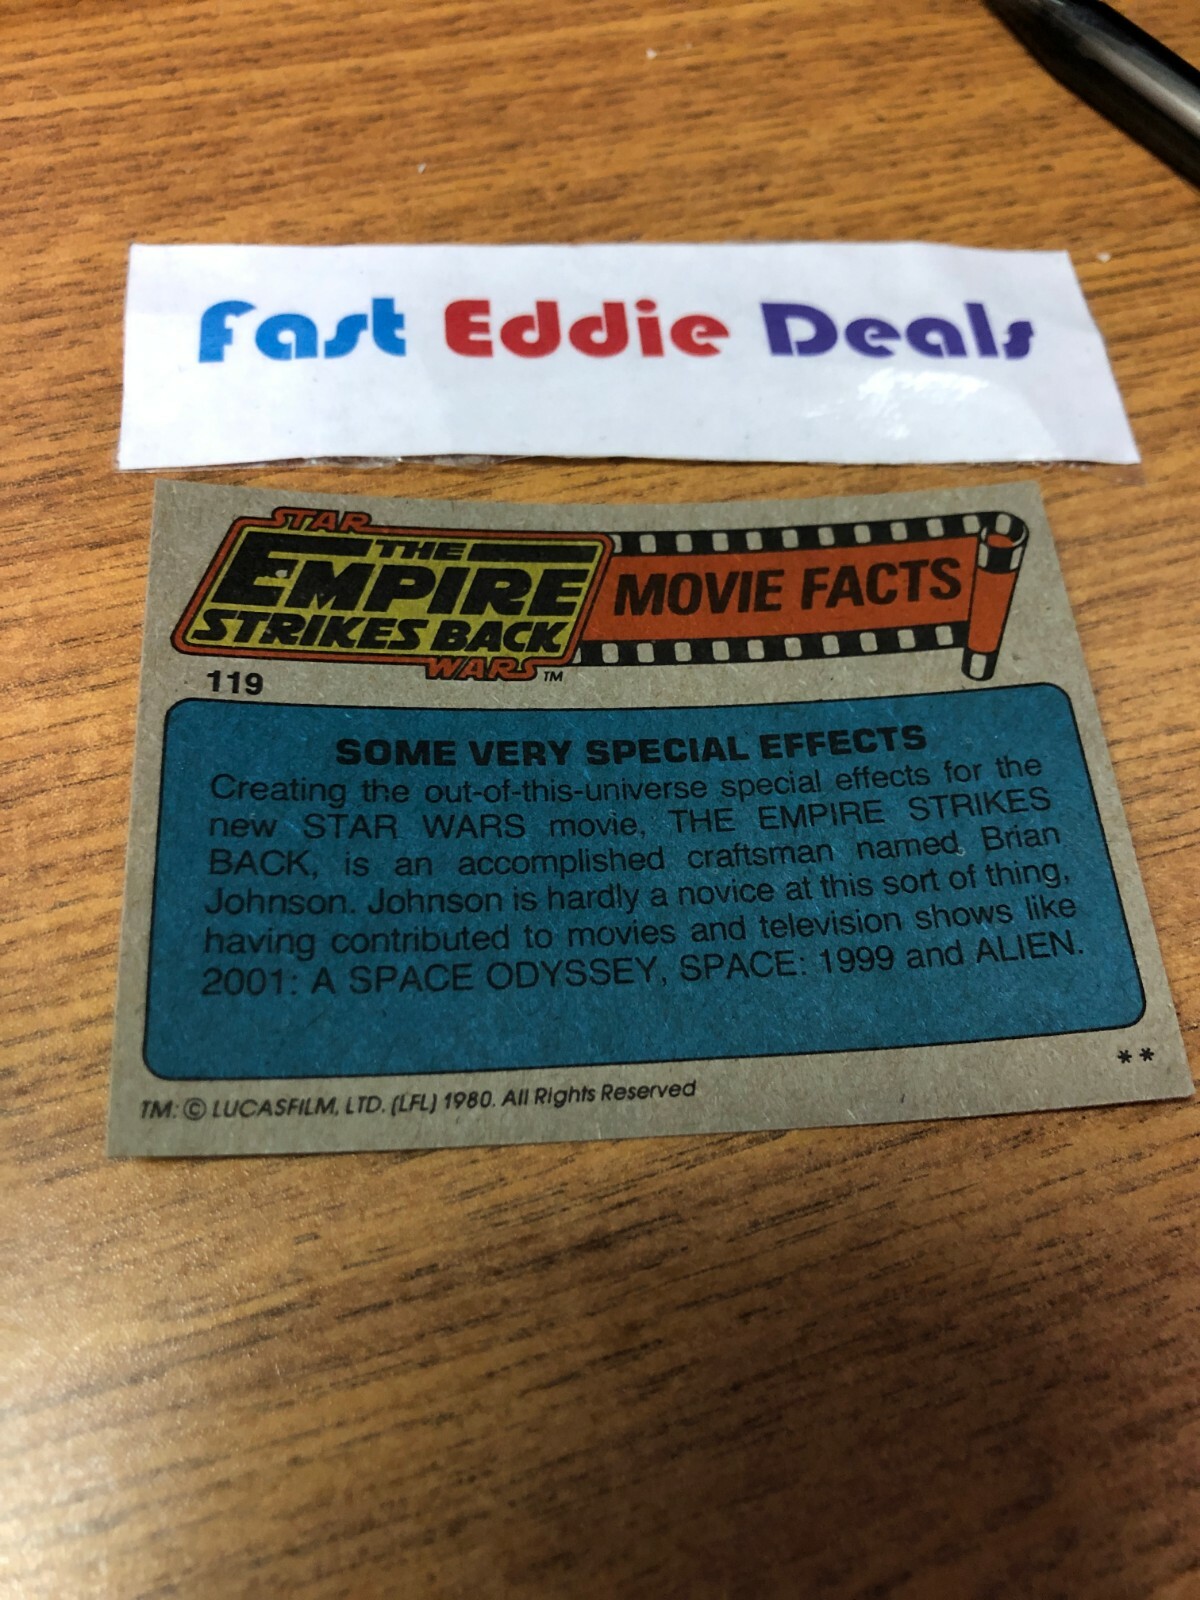 Fast Eddie Deals
STAR
THE
EMPIRE
STRIKES BACK
WARS™
MOVIE FACTS
119
SOME VERY SPECIAL EFFECTS
Creating the out-of-this-universe special effects for the
new STAR WARS movie, THE EMPIRE STRIKES
BACK, is an accomplished craftsman named Brian
Johnson. Johnson is hardly a novice at this sort of thing,
having contributed to movies and television shows like
2001: A SPACE ODYSSEY, SPACE: 1999 and ALIEN.
**
TM: © LUCASFILM, LTD. (LFL) 1980. All Rights Reserved